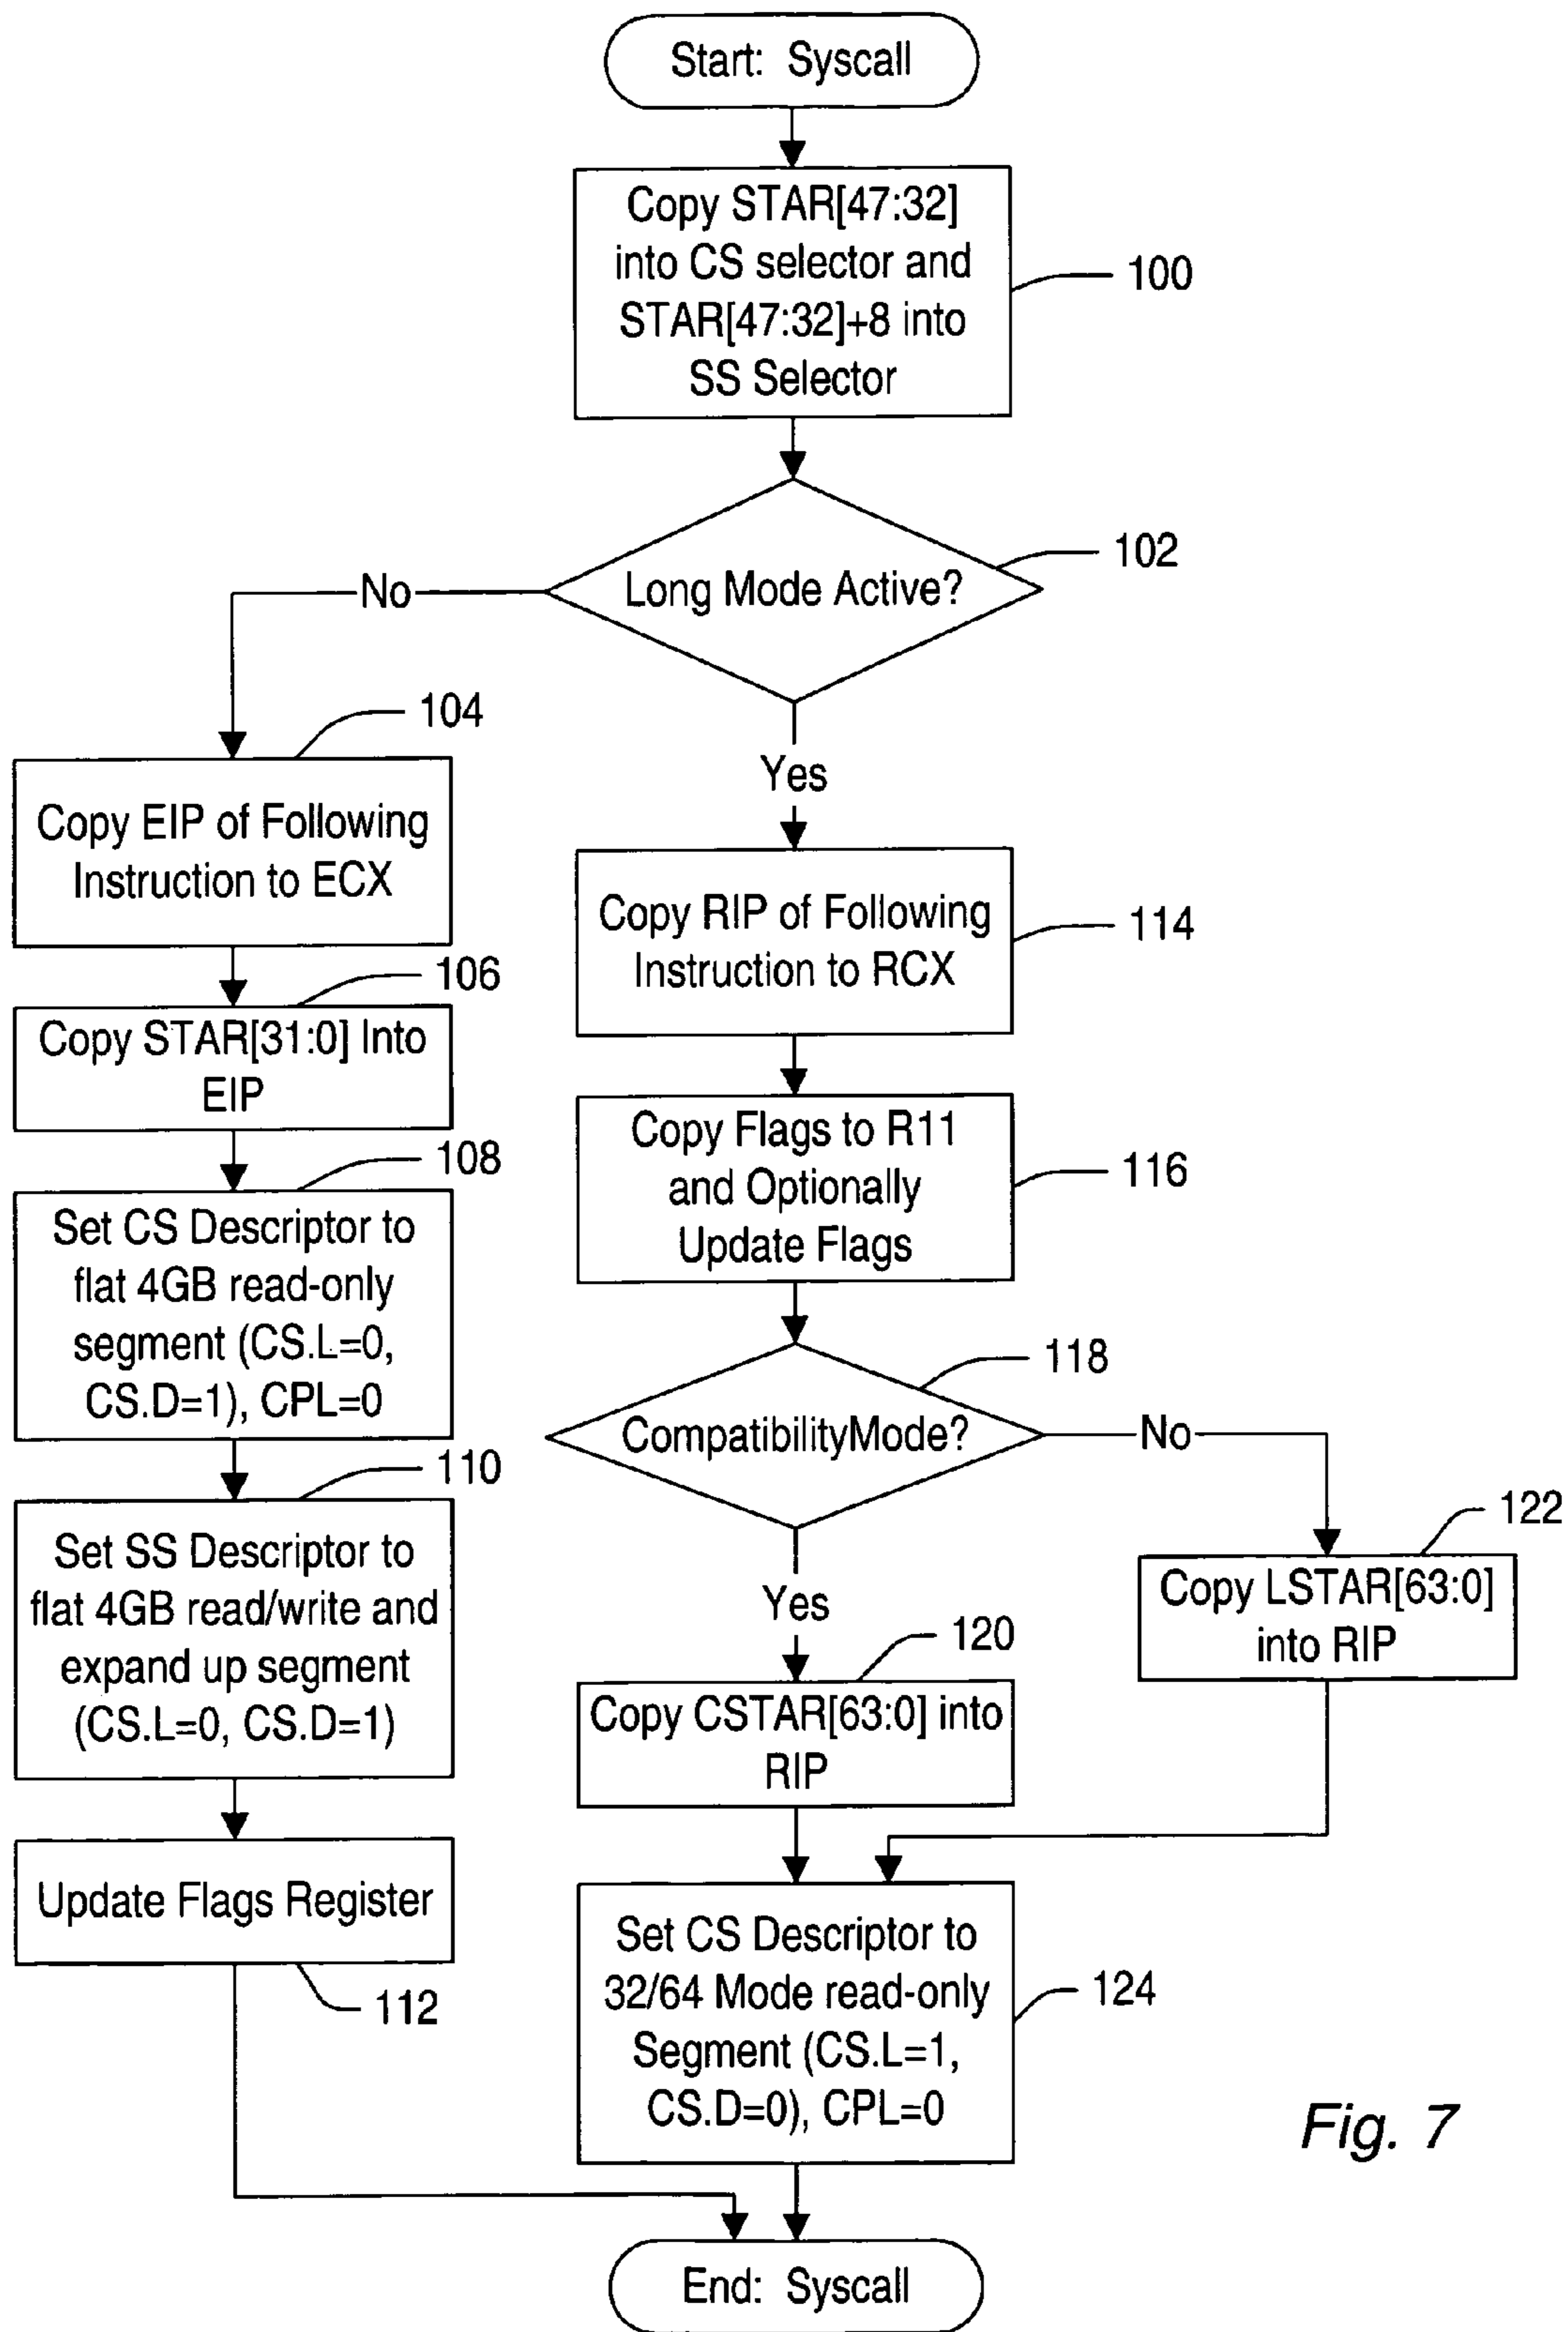 Start: Syscall
Copy STAR[47:32]
into CS selector and
STAR[47:32]+8 into
SS Selector
100
Long Mode Active?
102
No
Yes
104
Copy EIP of Following
Instruction to ECX
106
Copy STAR[31:0] Into
EIP
108
Set CS Descriptor to
flat 4GB read-only
segment (CS.L=0,
CS.D=1), CPL=0
110
Set SS Descriptor to
flat 4GB read/write and
expand up segment
(CS.L=0, CS.D=1)
Update Flags Register
112
Copy RIP of Following
Instruction to RCX
114
Copy Flags to R11
and Optionally
Update Flags
116
CompatibilityMode?
118
No
Yes
120
Copy CSTAR[63:0] into
RIP
122
Copy LSTAR[63:0]
into RIP
Set CS Descriptor to
32/64 Mode read-only
Segment (CS.L=1,
CS.D=0), CPL=0
124
End: Syscall
Fig. 7